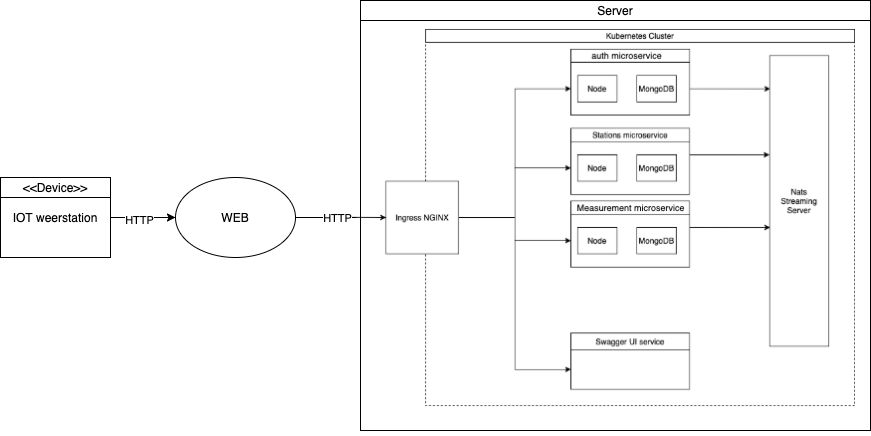 Server
Kubernetes Cluster
auth microservice
Node
MongoDB
Stations microservice
Node
MongoDB
<<Device>>
IOT weerstation
HTTP
WEB
HTTP
Ingress NGINX
Measurement microservice
Node
MongoDB
Nats
Streaming
Server
Swagger UI service